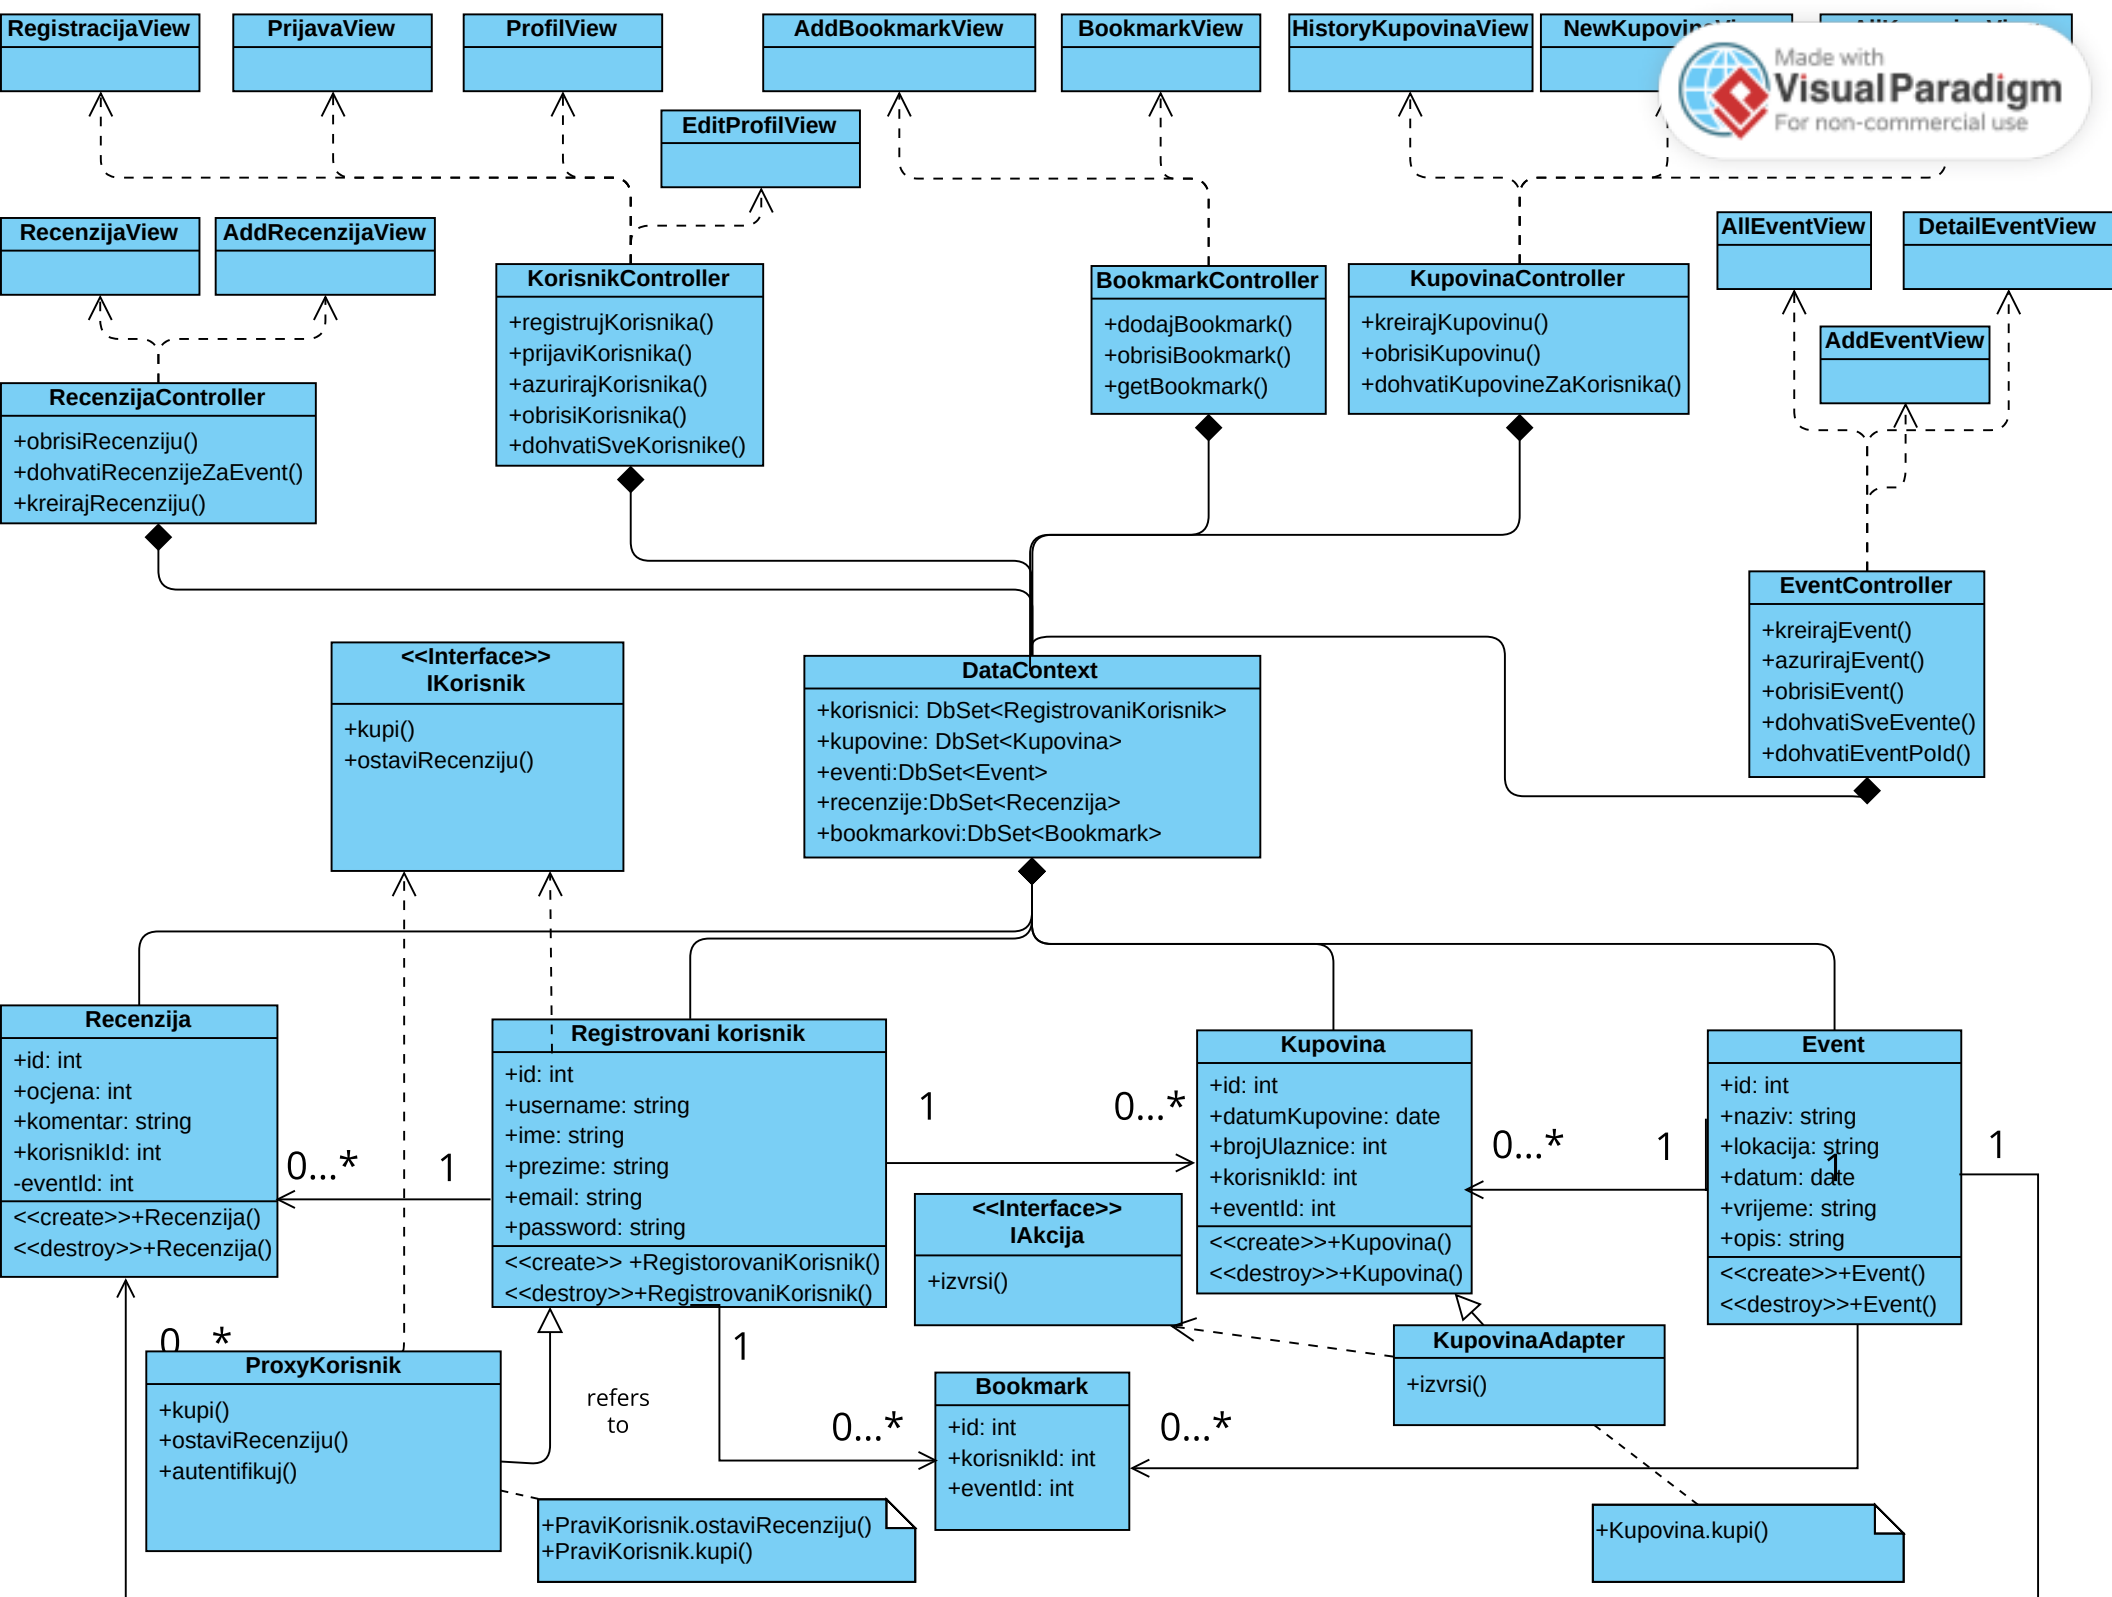 RegistracijaView
PrijavaView
ProfilView
AddBookmarkView
BookmarkView
HistoryKupovinaView
Made with
Visual Paradigm
For non-commercial use
EditProfilView
RecenzijaView
AddRecenzijaView
AllEventView
DetailEventView
AddEventView
KorisnikController
+registrujKorisnika()
+prijaviKorisnika()
+azurirajKorisnika()
+obrisiKorisnika()
+dohvatiSveKorisnike()
BookmarkController
+dodajBookmark()
+obrisiBookmark()
+getBookmark()
KupovinaController
+kreirajKupovinu()
+obrisiKupovinu()
+dohvatiKupovineZaKorisnika()
RecenzijaController
+obrisiRecenziju()
+dohvatiRecenzijeZaEvent()
+kreirajRecenziju()
EventController
+kreirajEvent()
+azurirajEvent()
+obrisiEvent()
+dohvatiSveEvente()
+dohvatiEventPoId()
<<Interface>>
IKorisnik
+kupi()
+ostaviRecenziju()
DataContext
+korisnici: DbSet<RegistrovaniKorisnik>
+kupovine: DbSet<Kupovina>
+eventi:DbSet<Event>
+recenzije:DbSet<Recenzija>
+bookmarkovi:DbSet<Bookmark>
Recenzija
+id: int
+ocjena: int
+komentar: string
+korisnikId: int
-eventId: int
<<create>>+Recenzija()
<<destroy>>+Recenzija()
0...*
1
Registrovani korisnik
+id: int
+username: string
+ime: string
+prezime: string
+email: string
+password: string
<<create>> +RegistorovaniKorisnik()
<<destroy>>+RegistrovaniKorisnik()
1
0...*
Kupovina
+id: int
+datumKupovine: date
+brojUlaznice: int
+korisnikId: int
+eventId: int
<<create>>+Kupovina()
<<destroy>>+Kupovina()
0...*
1
Event
+id: int
+naziv: string
+lokacija: string
+datum: date
+vrijeme: string
+opis: string
<<create>>+Event()
<<destroy>>+Event()
1
1
<<Interface>>
IAkcija
+izvrsi()
ProxyKorisnik
+kupi()
+ostaviRecenziju()
+autentifikuj()
refers
to
1
0...*
Bookmark
+id: int
+korisnikId: int
+eventId: int
0...*
KupovinaAdapter
+izvrsi()
+PraviKorisnik.ostaviRecenziju()
+PraviKorisnik.kupi()
+Kupovina.kupi()